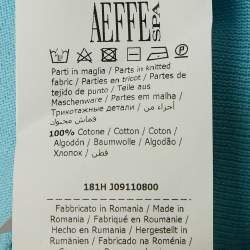 AEFFE SPA
P
Parti in maglia / Parts in knitted
fabric / Parties en tricot / Partes de
tejido de punto / Teile aus
Maschenware / Partes em malha /
Трикотажные детали / أجزاء من
قماش محبوك
100% Cotone / Cotton / Coton /
Algodón / Baumwolle / Algodão /
Хлопок / قطن
181H J09110800
Fabbricato in Romania / Made in
Romania / Fabriqué en Roumanie /
Hecho en Rumania / Hergestellt in
Rumänien / Fabricado na Roménia /